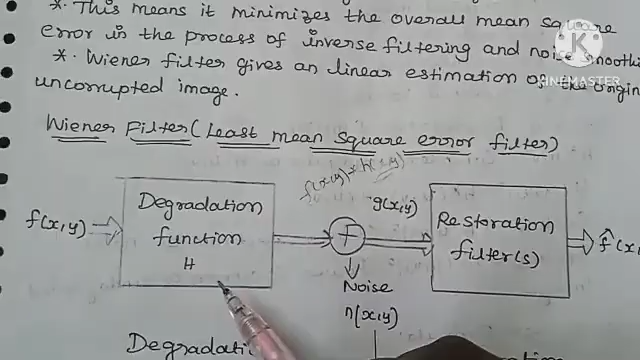 *. This means it minimizes the overall mean square
error in the process of inverse filtering and noise smoothi
*. Wiener filter gives an linear estimation of the origin
uncorrupted image.
K
KINEMASTER
Wiener Filter(Least mean square error filter)
f(x,y)
Degradation
function
H
f(x,y)*h(x,y)
+
Noise
η(x,y)
g(x,y)
Restoration
filter(s)
f̂(x
Degradati